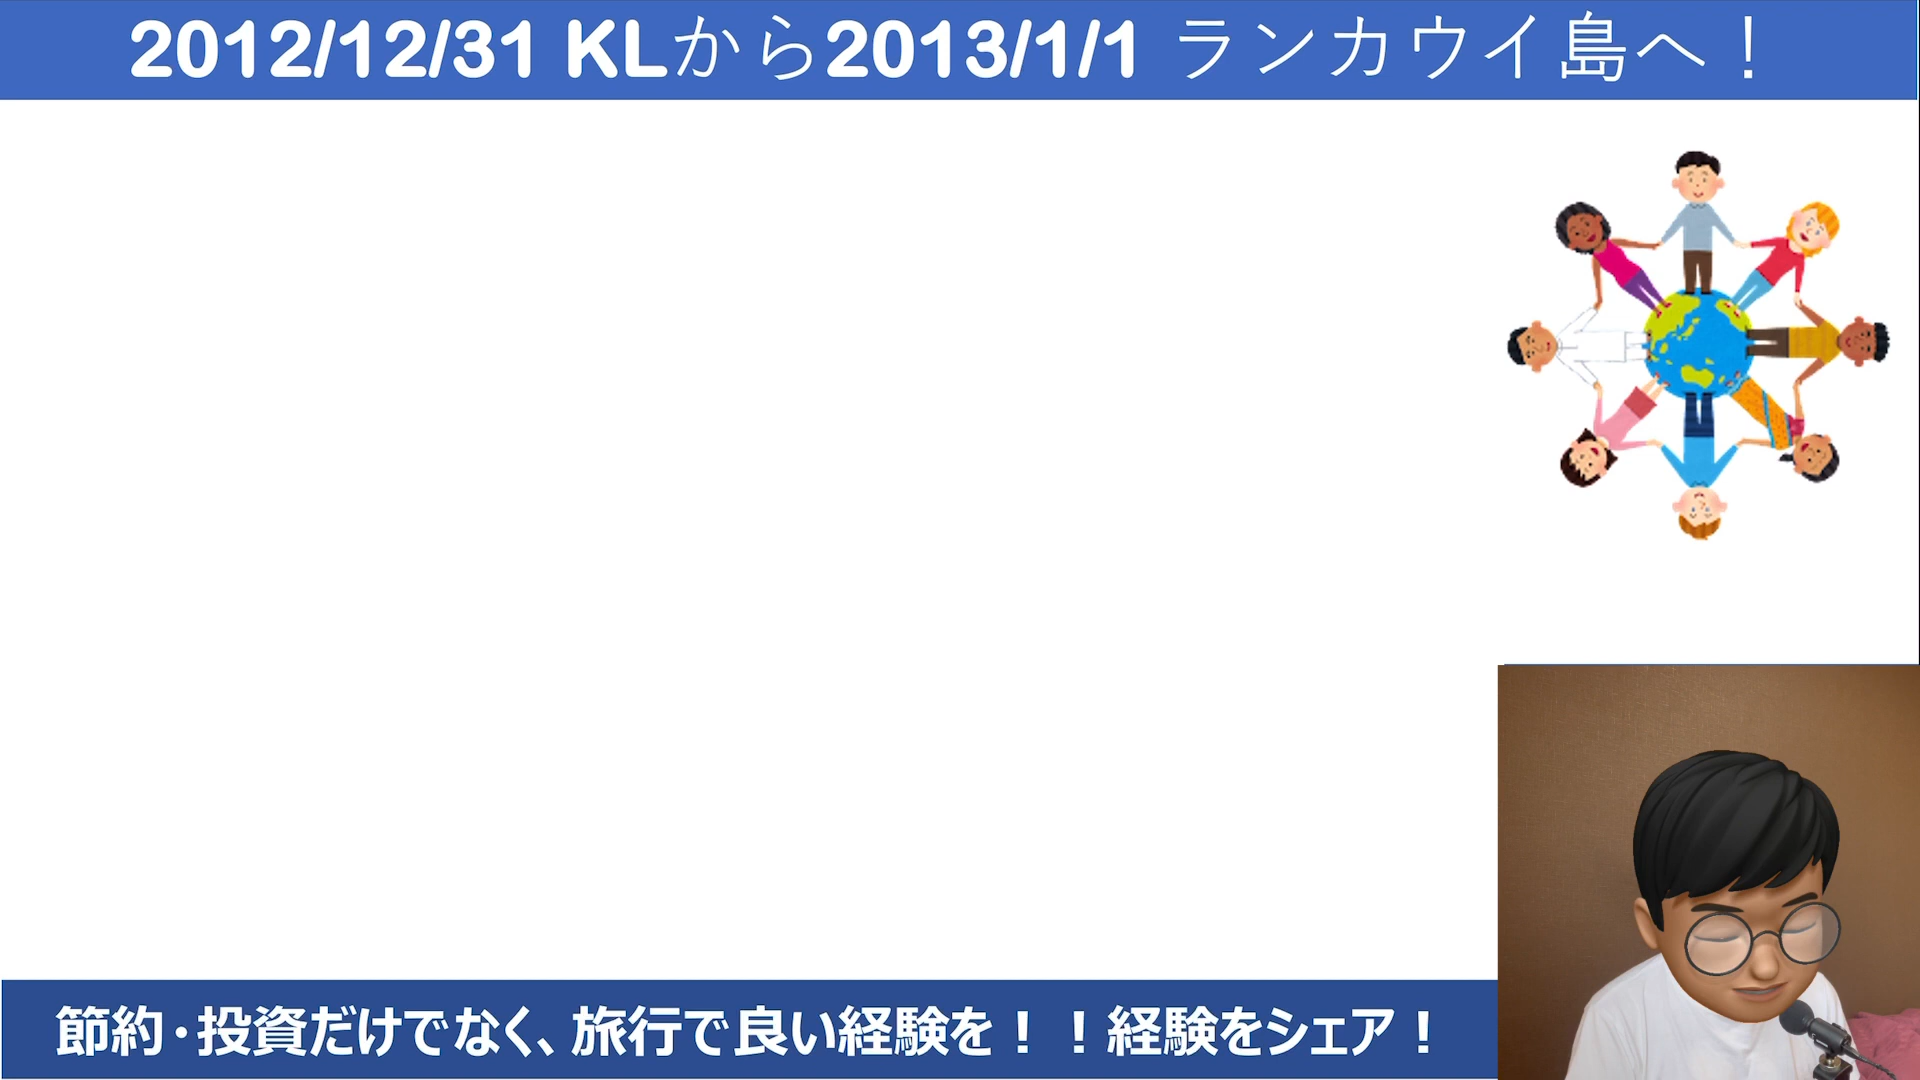 2012/12/31 KLから2013/1/1 ランカウイ島へ！
節約・投資だけでなく、旅行で良い経験を！！経験をシェア！